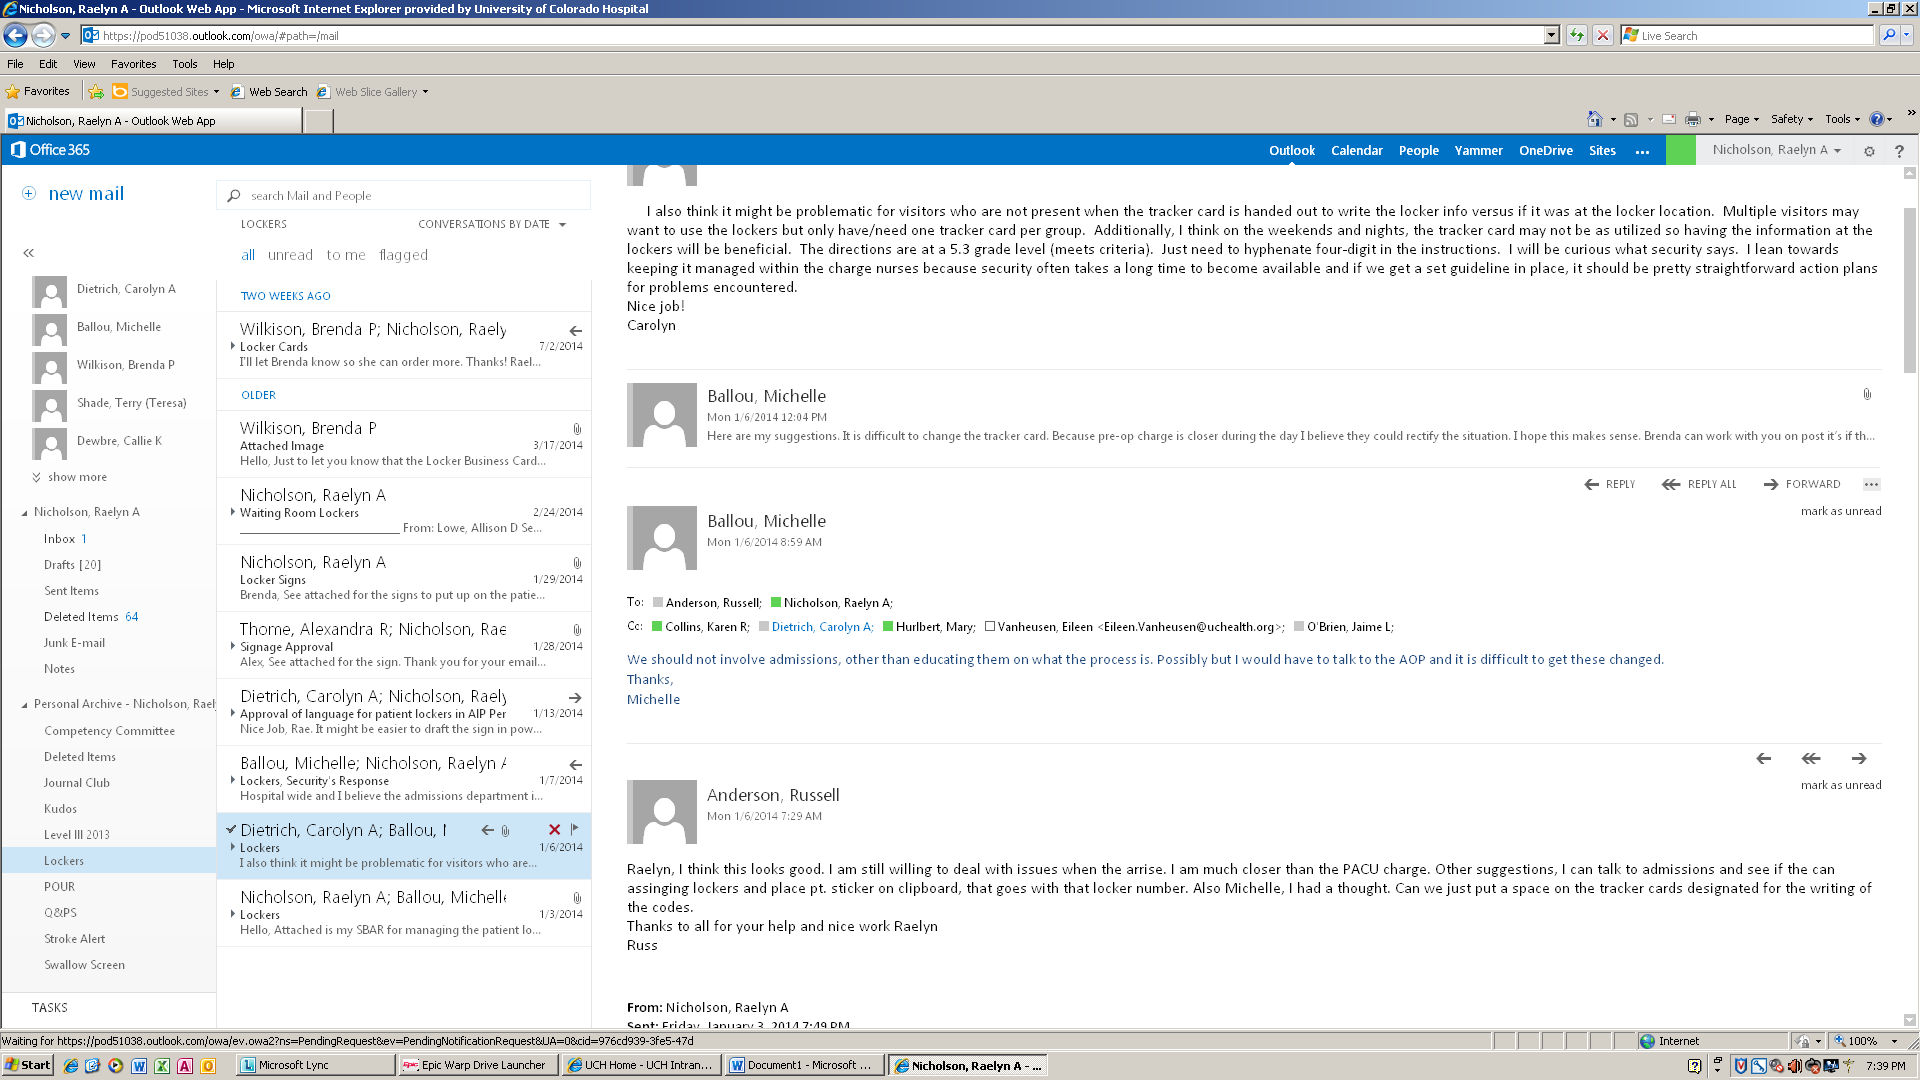 Nicholson, Raelyn A - Outlook Web App - Microsoft Internet Explorer provided by University of Colorado Hospital
https://pod51038.outlook.com/owa/#path=/mail
Live Search
File Edit View Favorites Tools Help
Favorites Suggested Sites Web Search Web Slice Gallery
Nicholson, Raelyn A - Outlook Web App
Page Safety Tools
Office 365
Outlook Calendar People Yammer OneDrive Sites ... Nicholson, Raelyn A ?
new mail
«
Dietrich, Carolyn A
Ballou, Michelle
Wilkison, Brenda P
Shade, Terry (Teresa)
Dewbre, Callie K
show more
Nicholson, Raelyn A
Inbox 1
Drafts [20]
Sent Items
Deleted Items 64
Junk E-mail
Notes
Personal Archive - Nicholson, Rael
Competency Committee
Deleted Items
Journal Club
Kudos
Level III 2013
Lockers
POUR
Q&PS
Stroke Alert
Swallow Screen
TASKS
search Mail and People
LOCKERS CONVERSATIONS BY DATE
all unread to me flagged
TWO WEEKS AGO
Wilkison, Brenda P; Nicholson, Raely
Locker Cards 7/2/2014
I'll let Brenda know so she can order more. Thanks! Rael...
OLDER
Wilkison, Brenda P
Attached Image 3/17/2014
Hello, Just to let you know that the Locker Business Card...
Nicholson, Raelyn A
Waiting Room Lockers 2/24/2014
________________________________ From: Lowe, Allison D Se...
Nicholson, Raelyn A
Locker Signs 1/29/2014
Brenda, See attached for the signs to put up on the patie...
Thome, Alexandra R; Nicholson, Rae
Signage Approval 1/28/2014
Alex, See attached for the sign. Thank you for your email...
Dietrich, Carolyn A; Nicholson, Raely
Approval of language for patient lockers in AIP Per 1/13/2014
Nice Job, Rae. It might be easier to draft the sign in pow...
Ballou, Michelle; Nicholson, Raelyn A
Lockers, Security's Response 1/7/2014
Hospital wide and I believe the admissions department i...
Dietrich, Carolyn A; Ballou, M
Lockers 1/6/2014
I also think it might be problematic for visitors who are...
Nicholson, Raelyn A; Ballou, Michelle
Lockers 1/3/2014
Hello, Attached is my SBAR for managing the patient lo...
I also think it might be problematic for visitors who are not present when the tracker card is handed out to write the locker info versus if it was at the locker location. Multiple visitors may
want to use the lockers but only have/need one tracker card per group. Additionally, I think on the weekends and nights, the tracker card may not be as utilized so having the information at the
lockers will be beneficial. The directions are at a 5.3 grade level (meets criteria). Just need to hyphenate four-digit in the instructions. I will be curious what security says. I lean towards
keeping it managed within the charge nurses because security often takes a long time to become available and if we get a set guideline in place, it should be pretty straightforward action plans
for problems encountered.
Nice job!
Carolyn
Ballou, Michelle
Mon 1/6/2014 12:04 PM
Here are my suggestions. It is difficult to change the tracker card. Because pre-op charge is closer during the day I believe they could rectify the situation. I hope this makes sense. Brenda can work with you on post it's if th...
REPLY REPLY ALL FORWARD ...
mark as unread
Ballou, Michelle
Mon 1/6/2014 8:59 AM
To: Anderson, Russell; Nicholson, Raelyn A;
Cc: Collins, Karen R; Dietrich, Carolyn A; Hurlbert, Mary; Vanheusen, Eileen <Eileen.Vanheusen@uchealth.org>; O'Brien, Jaime L;
We should not involve admissions, other than educating them on what the process is. Possibly but I would have to talk to the AOP and it is difficult to get these changed.
Thanks,
Michelle
mark as unread
Anderson, Russell
Mon 1/6/2014 7:29 AM
Raelyn, I think this looks good. I am still willing to deal with issues when the arrise. I am much closer than the PACU charge. Other suggestions, I can talk to admissions and see if the can
assinging lockers and place pt. sticker on clipboard, that goes with that locker number. Also Michelle, I had a thought. Can we just put a space on the tracker cards designated for the writing of
the codes.
Thanks to all for your help and nice work Raelyn
Russ
From: Nicholson, Raelyn A
Sent: Friday, January 3, 2014 7:49 PM
Waiting for https://pod51038.outlook.com/owa/ev.owa2?ns=PendingRequest&ev=PendingNotificationRequest&UA=0&cid=976cd939-3fe5-47d
Internet 100%
Start Microsoft Lync Epic Warp Drive Launcher UCH Home - UCH Intran... Document1 - Microsoft ... Nicholson, Raelyn A - ... 7:39 PM